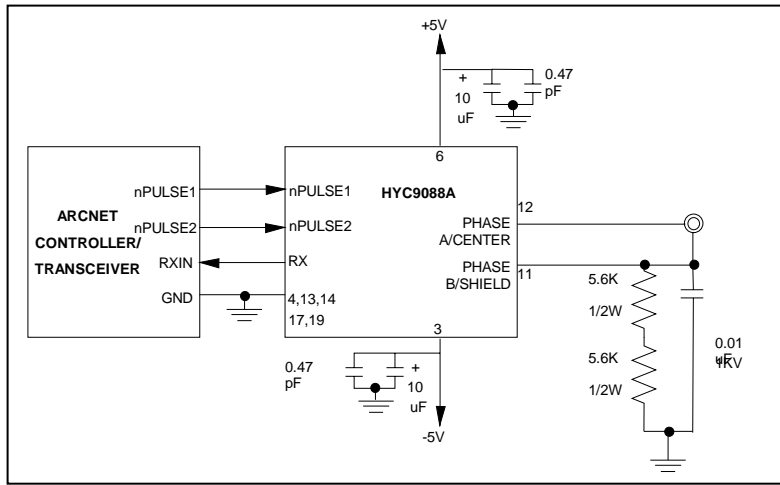 +5V
+
10
uF
0.47
pF
6
HYC9088A
nPULSE1
nPULSE1
ARCNET
CONTROLLER/
TRANSCEIVER
nPULSE2
nPULSE2
RXIN
RX
GND
4,13,14
17,19
12
PHASE
A/CENTER
PHASE
B/SHIELD
11
5.6K
1/2W
5.6K
1/2W
0.01
uF
1KV
3
0.47
pF
+
10
uF
-5V